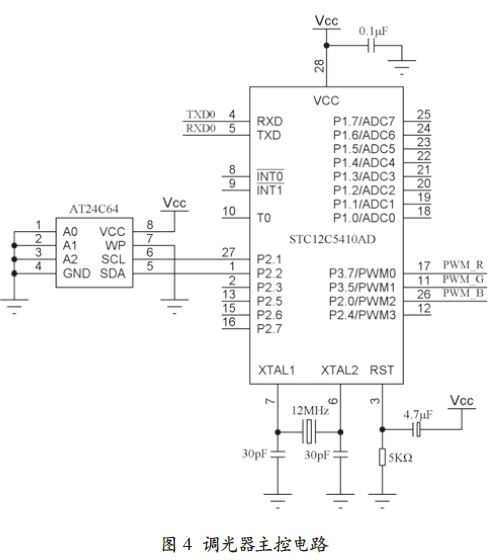 Vcc
0.1μF
28
VCC
TXD0 4 RXD P1.7/ADC7 25
RXD0 5 TXD P1.6/ADC6 24
P1.5/ADC5 23
P1.4/ADC4 22
8 INT0 P1.3/ADC3 21
9 INT1 P1.2/ADC2 20
P1.1/ADC1 19
10 T0 P1.0/ADC0 18
AT24C64 Vcc
STC12C5410AD
1 A0 VCC 8
2 A1 WP 7
3 A2 SCL 6
4 GND SDA 5
27 P2.1
1 P2.2 P3.7/PWM0 17 PWM_R
2 P2.3 P3.5/PWM1 11 PWM_G
13 P2.5 P2.0/PWM2 26 PWM_B
15 P2.6 P2.4/PWM3 12
16 P2.7
XTAL1 XTAL2 RST
7 6 3
12MHz 4.7μF Vcc
30pF 30pF 5KΩ
图 4 调光器主控电路